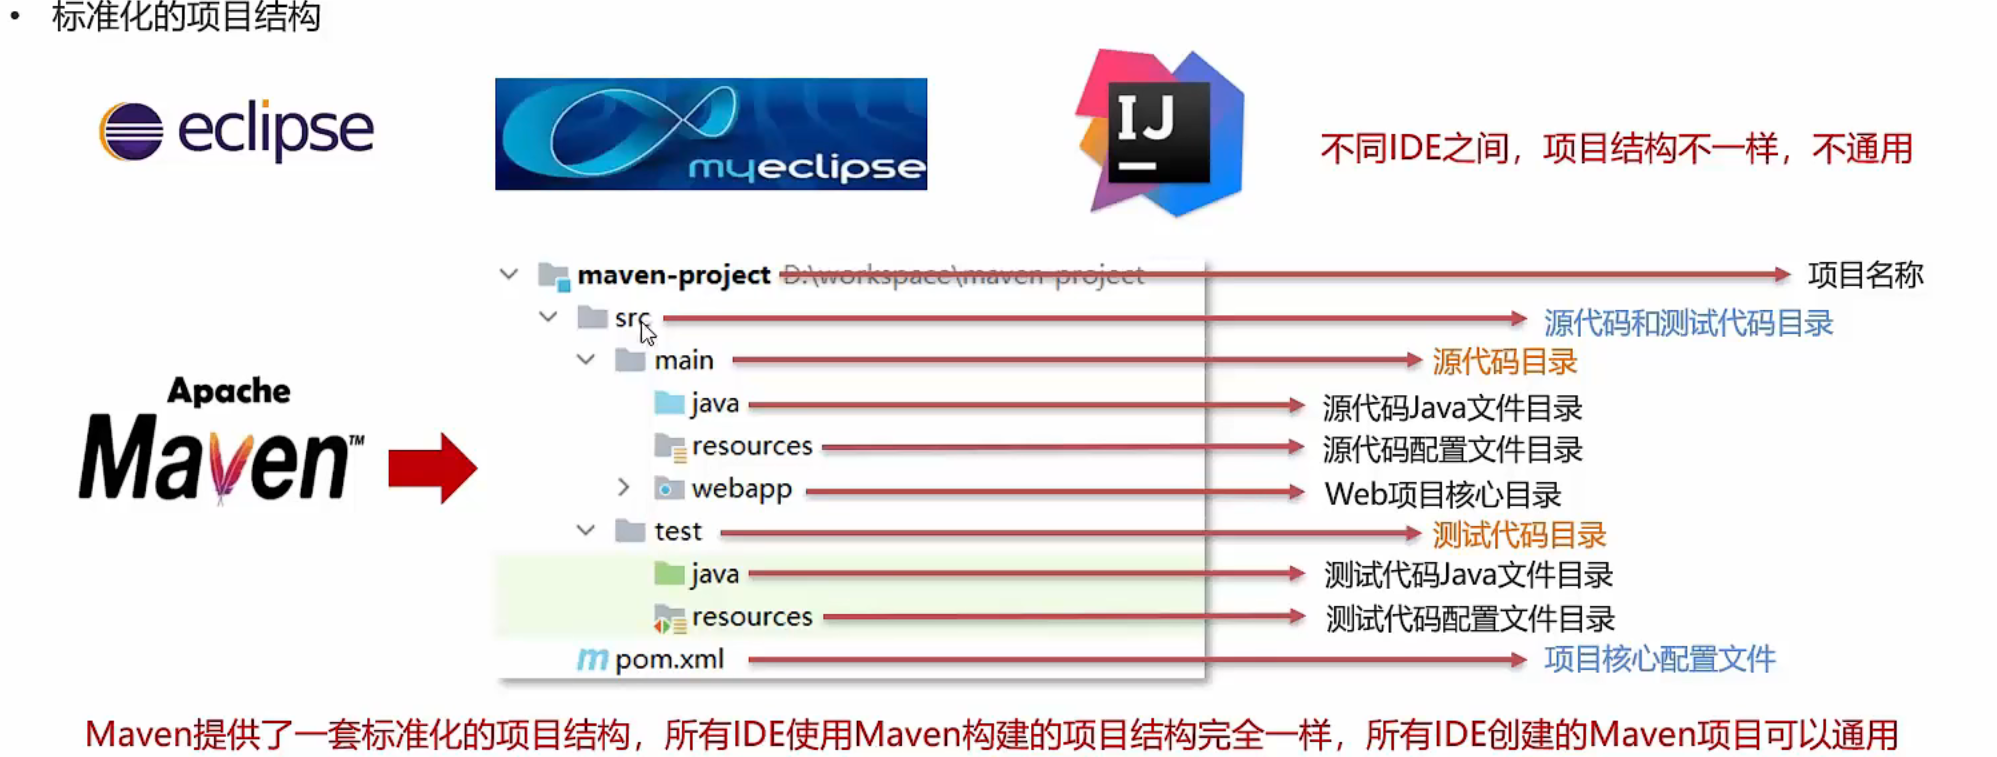 • 标准化的项目结构
eclipse
myeclipse
IJ
不同IDE之间，项目结构不一样，不通用
maven-project D:\workspace\maven-project
项目名称
src
源代码和测试代码目录
main
源代码目录
java
源代码Java文件目录
resources
源代码配置文件目录
webapp
Web项目核心目录
test
测试代码目录
java
测试代码Java文件目录
resources
测试代码配置文件目录
pom.xml
项目核心配置文件
Apache
Maven™
Maven提供了一套标准化的项目结构，所有IDE使用Maven构建的项目结构完全一样，所有IDE创建的Maven项目可以通用